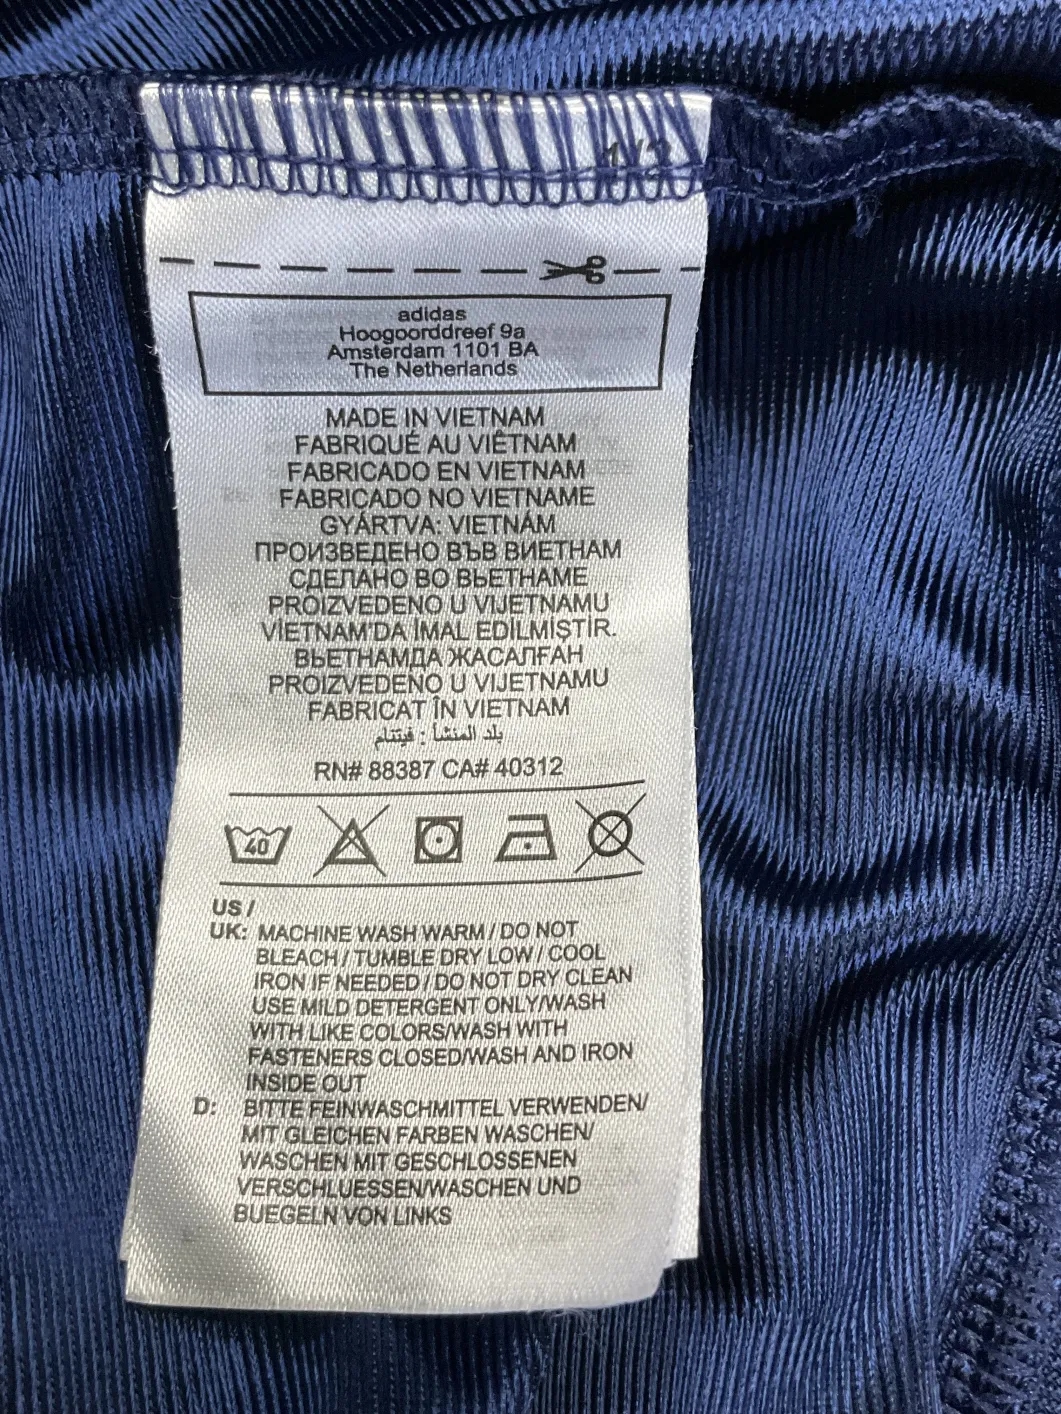 1/2
adidas
Hoogoorddreef 9a
Amsterdam 1101 BA
The Netherlands
MADE IN VIETNAM
FABRIQUÉ AU VIÊTNAM
FABRICADO EN VIETNAM
FABRICADO NO VIETNAME
GYÁRTVA: VIETNÁM
ПРОИЗВЕДЕНО ВЪВ ВИЕТНАМ
СДЕЛАНО ВО ВЬЕТНАМЕ
PROIZVEDENO U VIJETNAMU
VİETNAM'DA İMAL EDİLMİŞTİR.
ВЬЕТНАМДА ЖАСАЛҒАН
PROIZVEDENO U VIJETNAMU
FABRICAT ÎN VIETNAM
بلد المنشأ : فيتنام
RN# 88387 CA# 40312
40
US /
UK: MACHINE WASH WARM / DO NOT
BLEACH / TUMBLE DRY LOW / COOL
IRON IF NEEDED / DO NOT DRY CLEAN
USE MILD DETERGENT ONLY/WASH
WITH LIKE COLORS/WASH WITH
FASTENERS CLOSED/WASH AND IRON
INSIDE OUT
D: BITTE FEINWASCHMITTEL VERWENDEN/
MIT GLEICHEN FARBEN WASCHEN/
WASCHEN MIT GESCHLOSSENEN
VERSCHLUESSEN/WASCHEN UND
BUEGELN VON LINKS